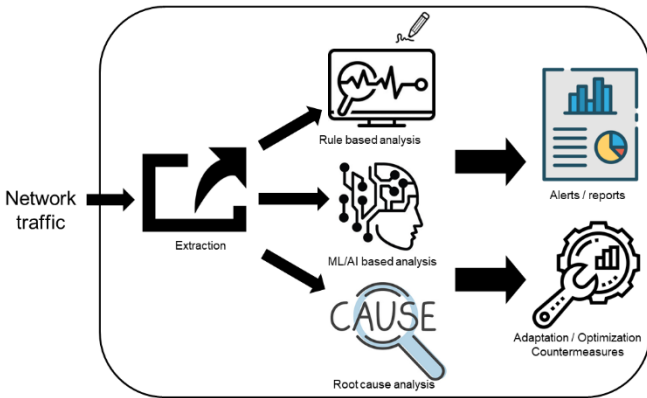 Network
traffic
Extraction
Rule based analysis
ML/AI based analysis
CAUSE
Root cause analysis
Alerts / reports
Adaptation / Optimization
Countermeasures